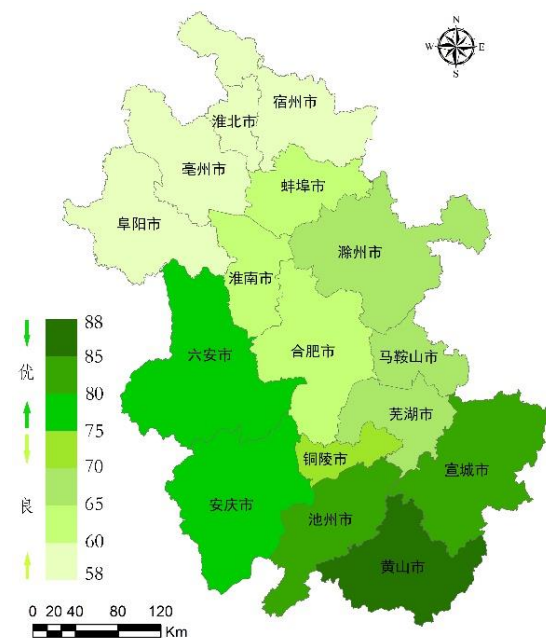 N
W E
S
宿州市
淮北市
亳州市
蚌埠市
阜阳市
滁州市
淮南市
六安市
合肥市
马鞍山市
芜湖市
铜陵市
宣城市
安庆市
池州市
黄山市
88
85
优
80
75
70
65
良
60
58
0 20 40 80 120
Km